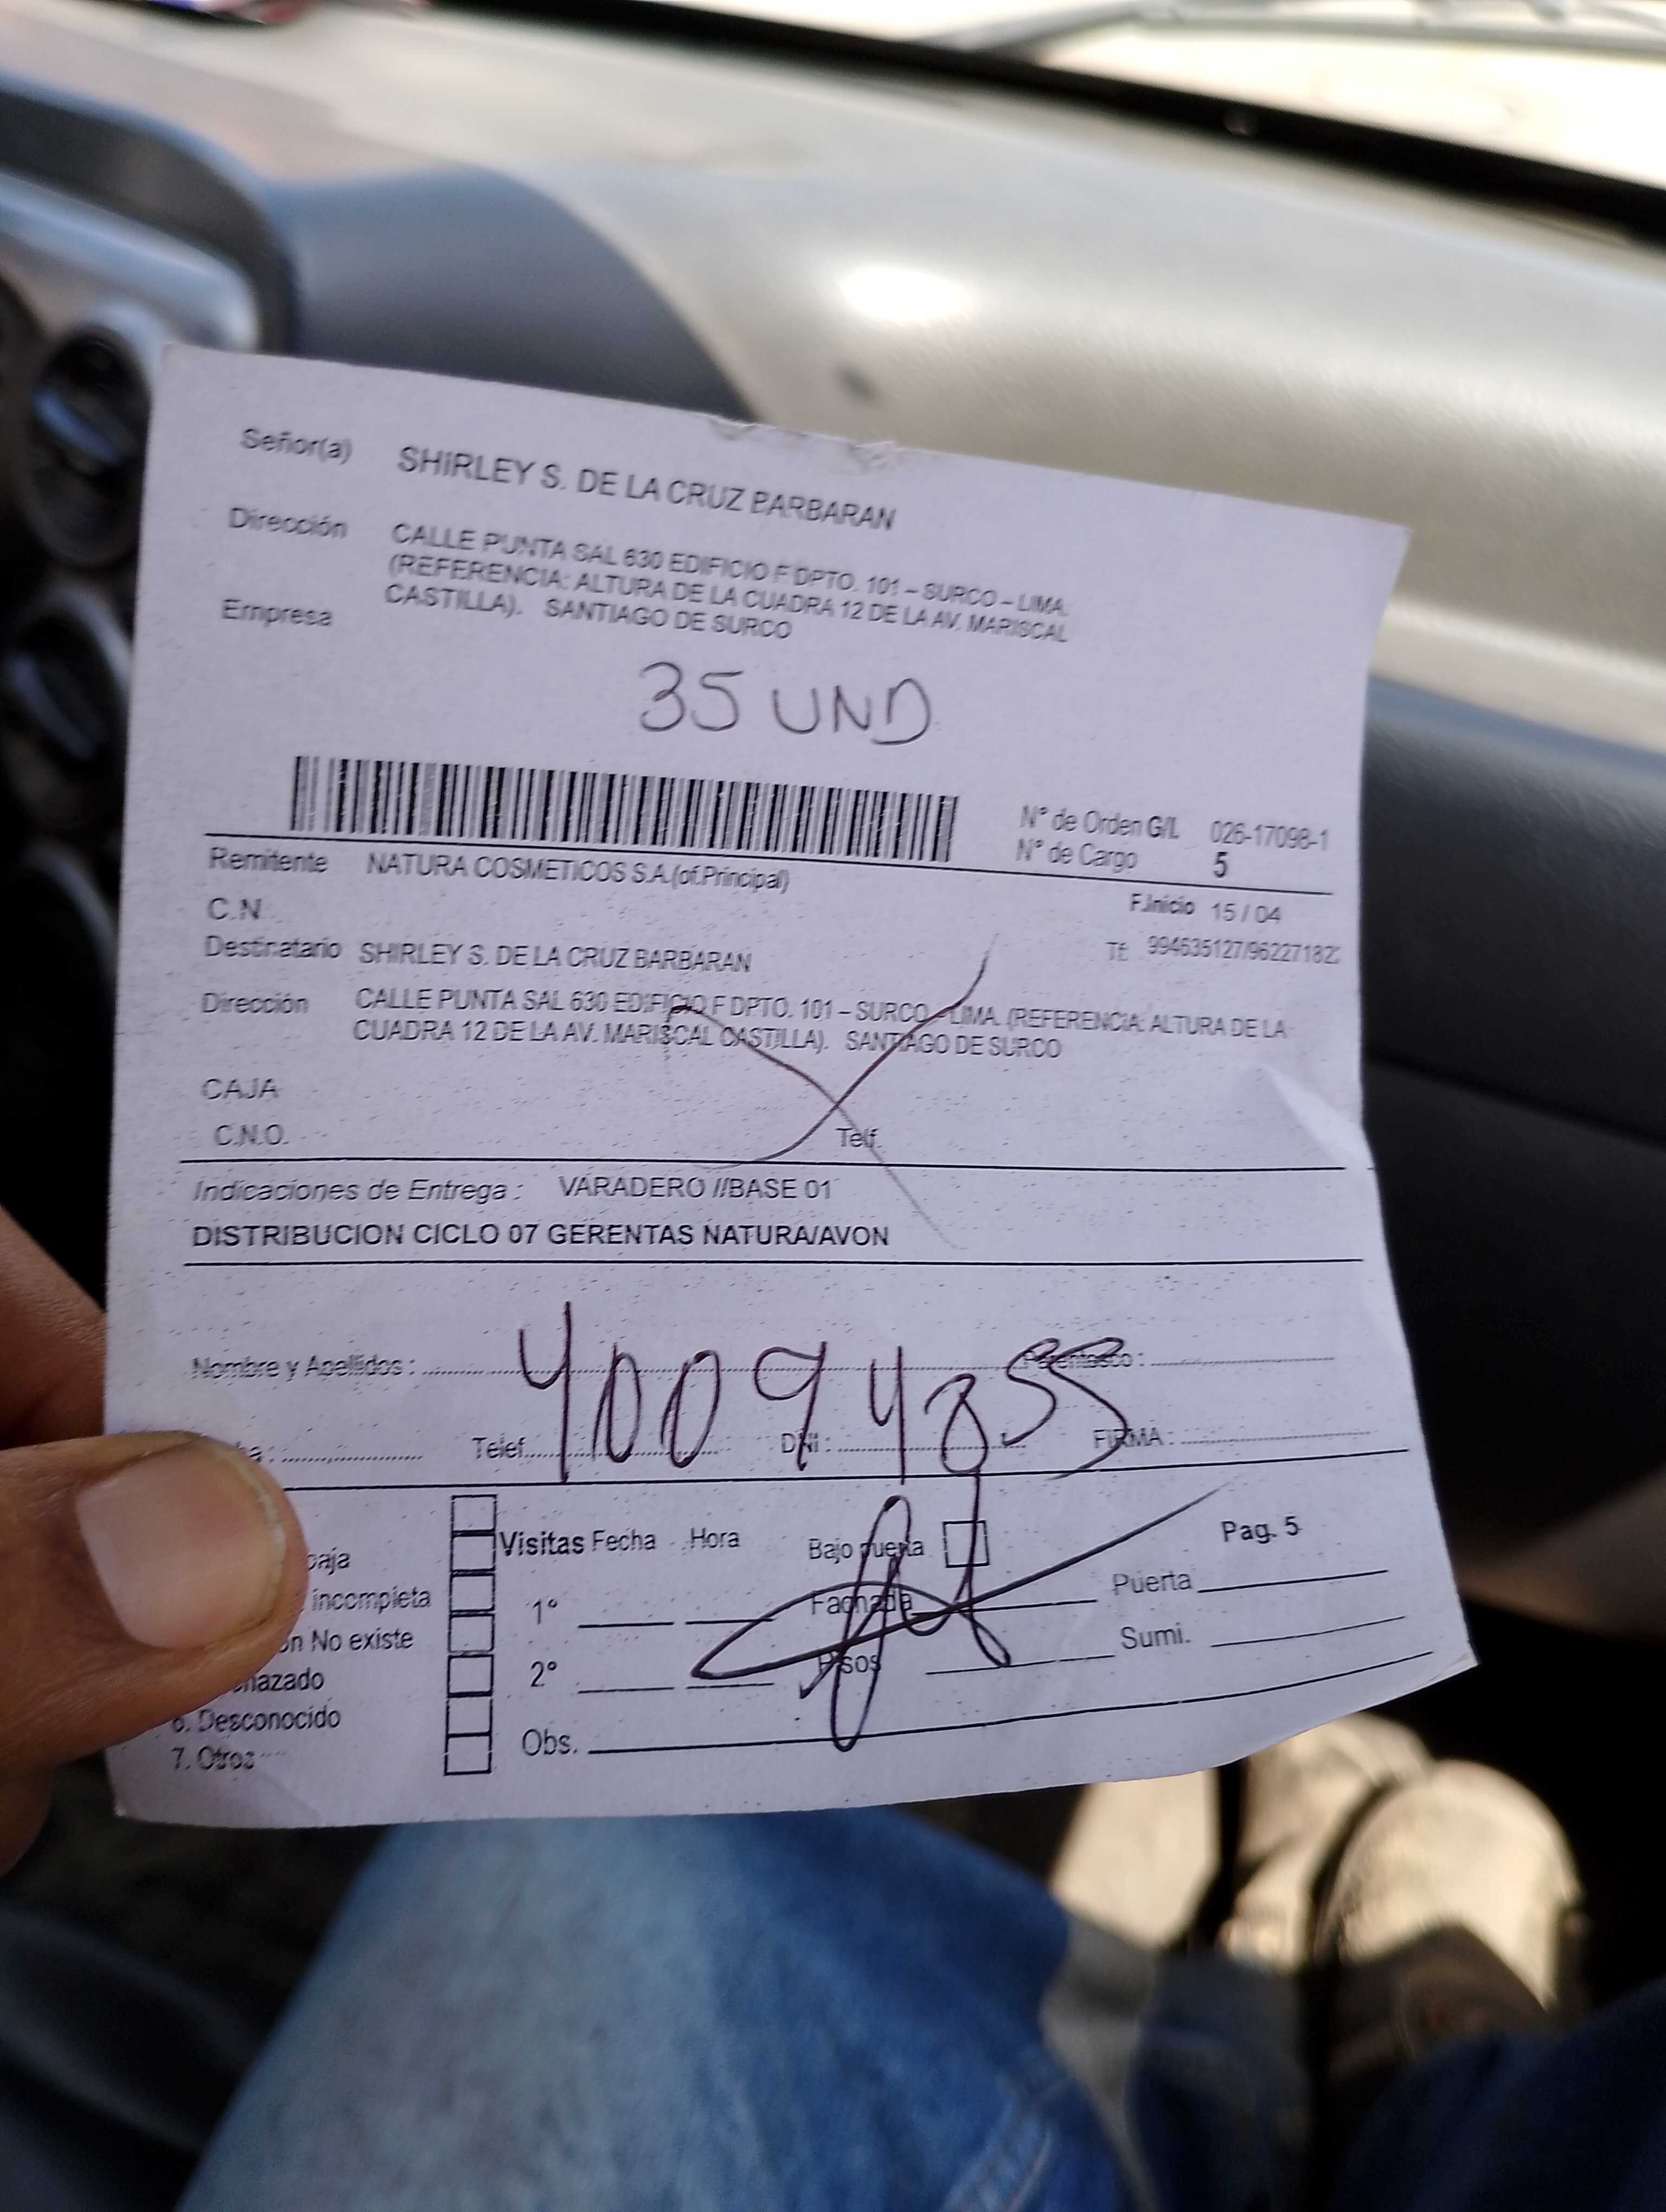 Señor(a) SHIRLEY S. DE LA CRUZ BARBARAN
Dirección CALLE PUNTA SAL 630 EDIFICIO F DPTO. 101 – SURCO – LIMA.
(REFERENCIA: ALTURA DE LA CUADRA 12 DE LA AV. MARISCAL
CASTILLA). SANTIAGO DE SURCO
Empresa
35 UND
N° de Orden G/L 026-17098-1
N° de Cargo 5
Remitente NATURA COSMETICOS S.A.(of.Principal)
C.N F.Inicio 15 / 04
Destinatario SHIRLEY S. DE LA CRUZ BARBARAN Tf. 994635127/96227182
Dirección CALLE PUNTA SAL 630 EDIFICIO F DPTO. 101 – SURCO – LIMA. (REFERENCIA: ALTURA DE LA
CUADRA 12 DE LA AV. MARISCAL CASTILLA). SANTIAGO DE SURCO
CAJA
C.N.O. Telf.
Indicaciones de Entrega : VARADERO //BASE 01
DISTRIBUCION CICLO 07 GERENTAS NATURA/AVON
40094855
Nombre y Apellidos : Parentesco :
Telef. DNI : FIRMA :
Visitas Fecha Hora Bajo puerta Pag. 5
incompleta 1° Fachada Puerta
No existe
2° Pisos Sumi.
6. Desconocido
7. Otros Obs.